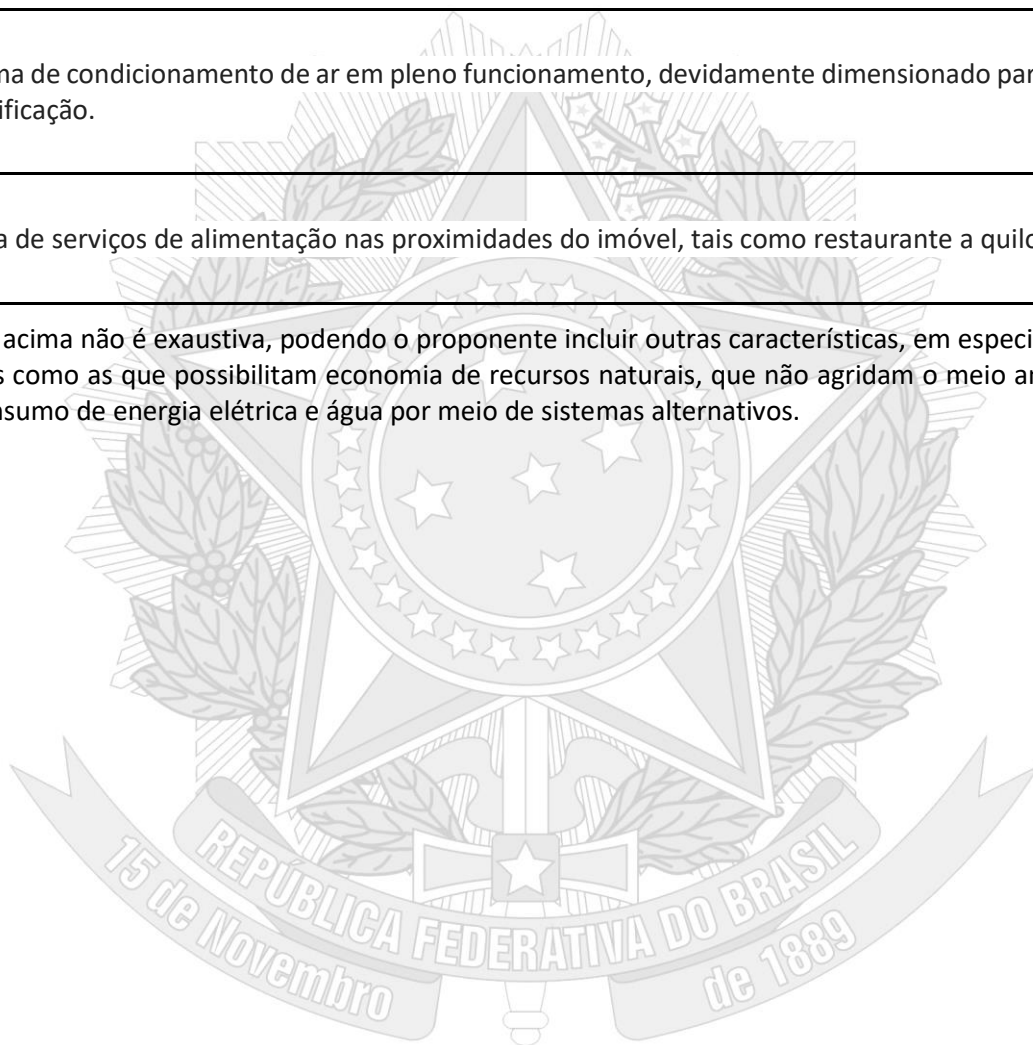 ma de condicionamento de ar em pleno funcionamento, devidamente dimensionado par
ificação.
a de serviços de alimentação nas proximidades do imóvel, tais como restaurante a quilo
acima não é exaustiva, podendo o proponente incluir outras características, em especi
s como as que possibilitam economia de recursos naturais, que não agridam o meio a
nsumo de energia elétrica e água por meio de sistemas alternativos.
REPÚBLICA FEDERATIVA DO BRASIL
15 de Novembro de 1889